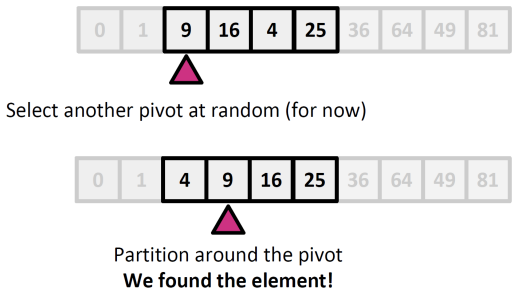 0 1 9 16 4 25 36 64 49 81
Select another pivot at random (for now)
0 1 4 9 16 25 36 64 49 81
Partition around the pivot
We found the element!